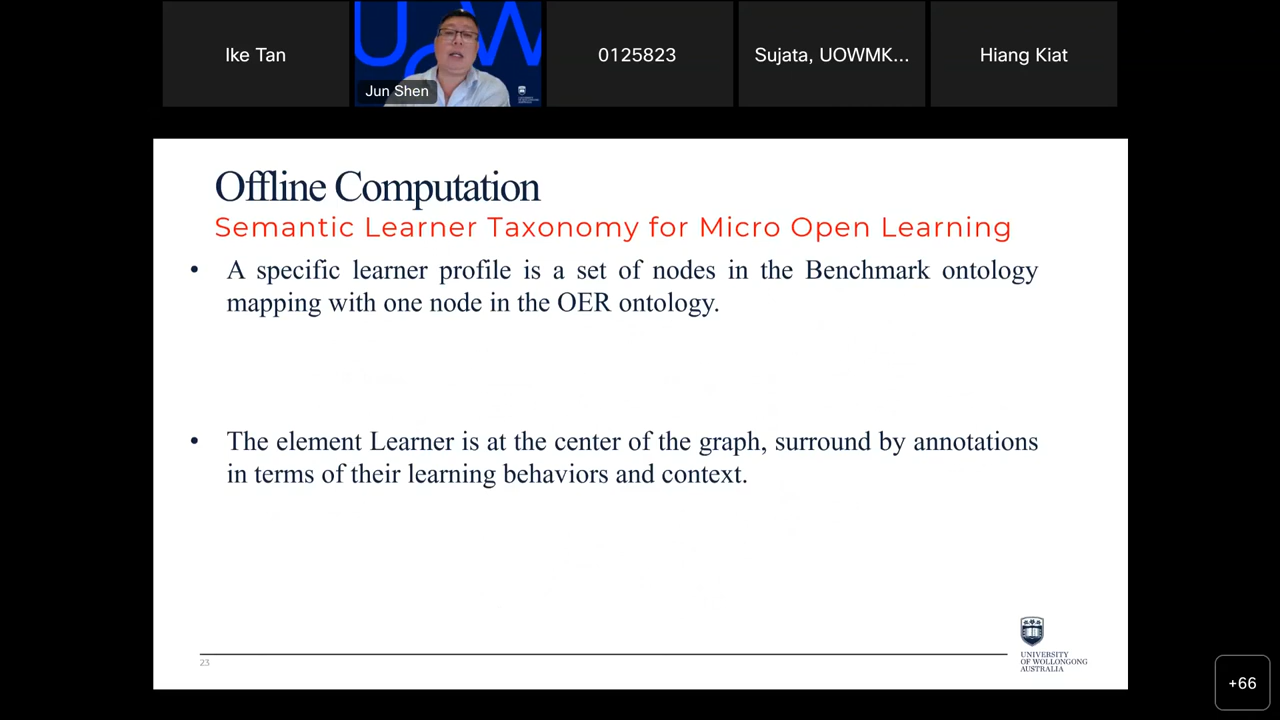 Ike Tan
UOW
Jun Shen
0125823
Sujata, UOWMK...
Hiang Kiat
Offline Computation
Semantic Learner Taxonomy for Micro Open Learning
• A specific learner profile is a set of nodes in the Benchmark ontology
mapping with one node in the OER ontology.
• The element Learner is at the center of the graph, surround by annotations
in terms of their learning behaviors and context.
23
UNIVERSITY
OF WOLLONGONG
AUSTRALIA
+66